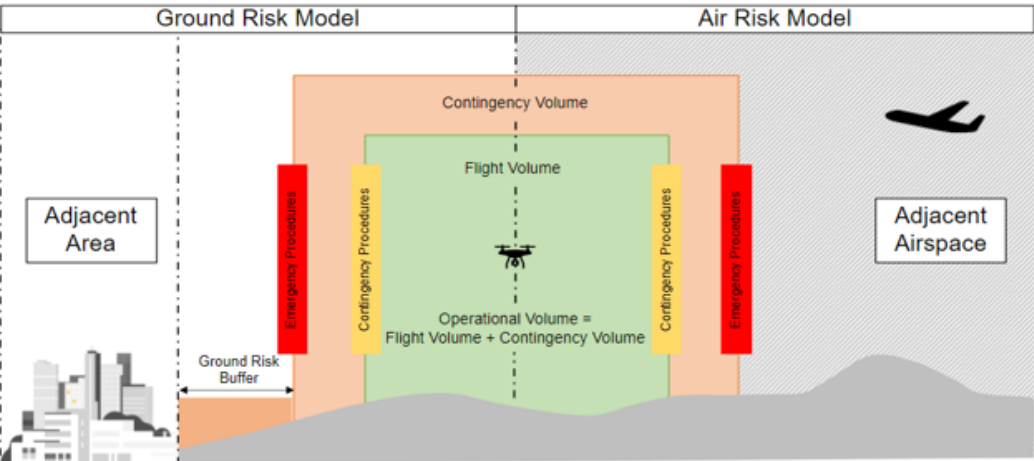 Ground Risk Model
Air Risk Model
Contingency Volume
Flight Volume
Emergency Procedures
Contingency Procedures
Contingency Procedures
Emergency Procedures
Adjacent
Area
Adjacent
Airspace
Operational Volume =
Flight Volume + Contingency Volume
Ground Risk
Buffer